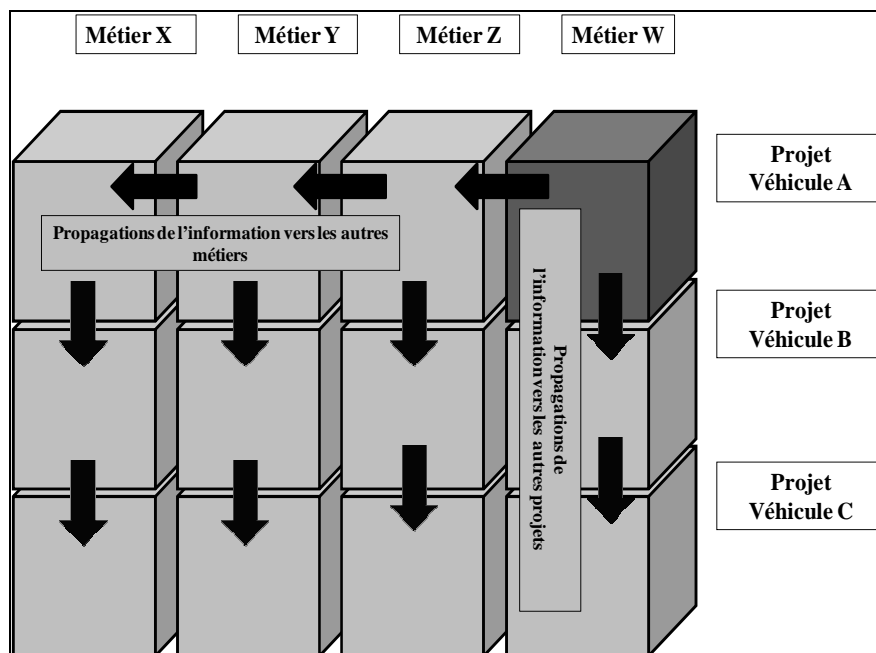 Métier X
Métier Y
Métier Z
Métier W
Projet
Véhicule A
Propagations de l'information vers les autres
métiers
Propagations de
l'information vers les autres projets
Projet
Véhicule B
Projet
Véhicule C